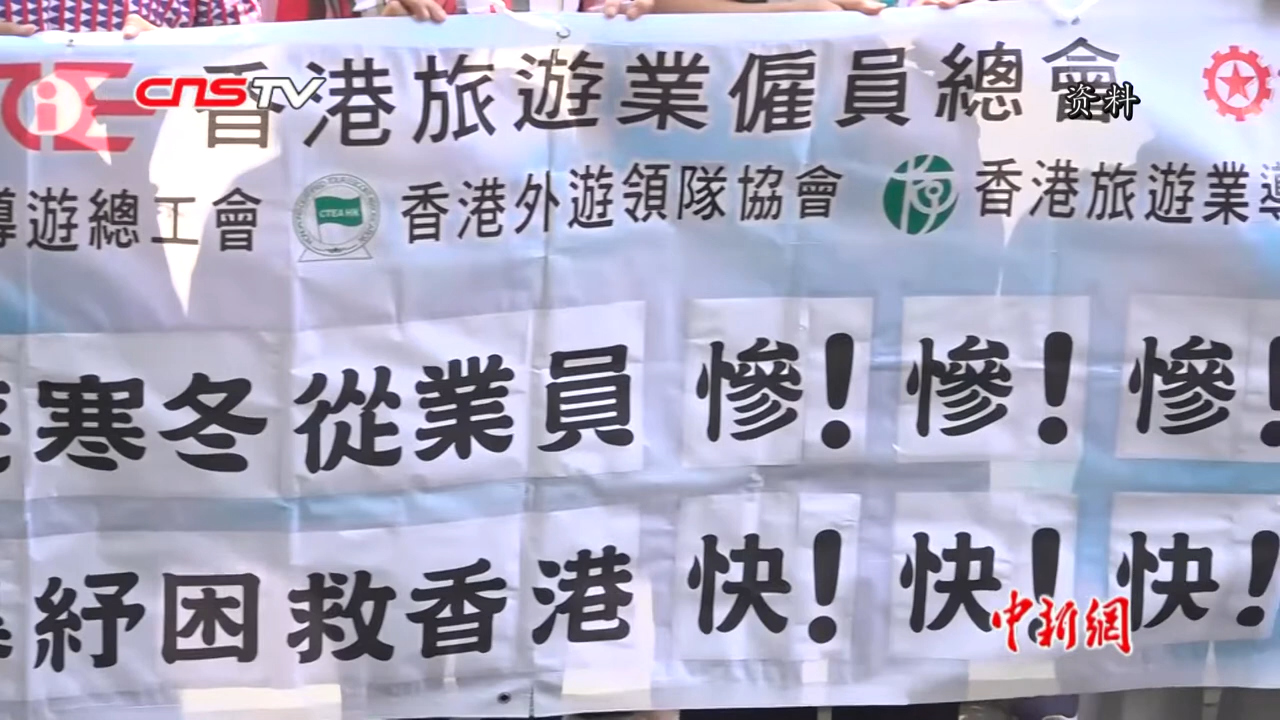 CNSTV
香港旅遊業僱員總會
资料
導遊總工會
CTEA HK
香港外遊領隊協會
香港旅遊業導
寒冬從業員 慘！慘！慘！
紓困救香港 快！快！快！
中新網